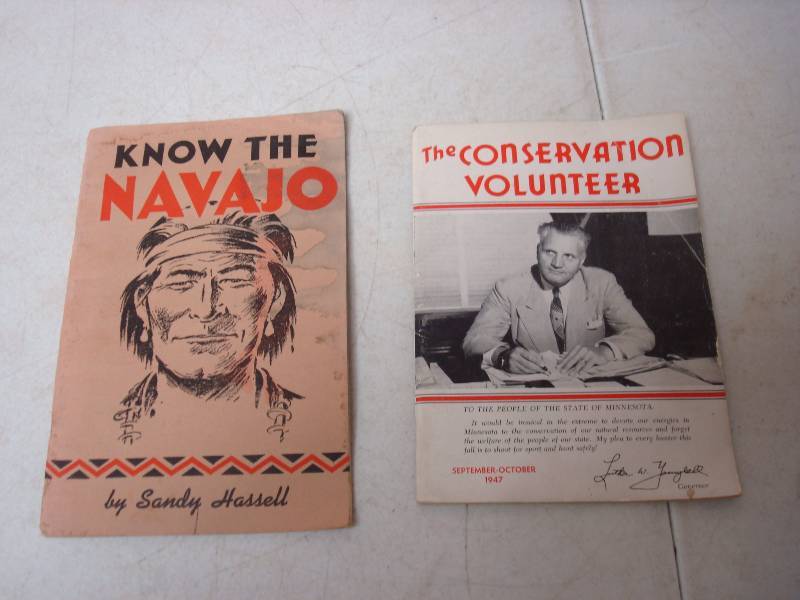 KNOW THE
NAVAJO
by Sandy Hassell
The CONSERVATION
VOLUNTEER
TO THE PEOPLE OF THE STATE OF MINNESOTA.
It would be ironical in the extreme to devote our energies in
Minnesota to the conservation of our natural resources and forget
the welfare of the people of our state. My plea to every hunter this
fall is to shoot for sport and hunt safely!
SEPTEMBER-OCTOBER
1947
Luther W. Youngdahl
Governor